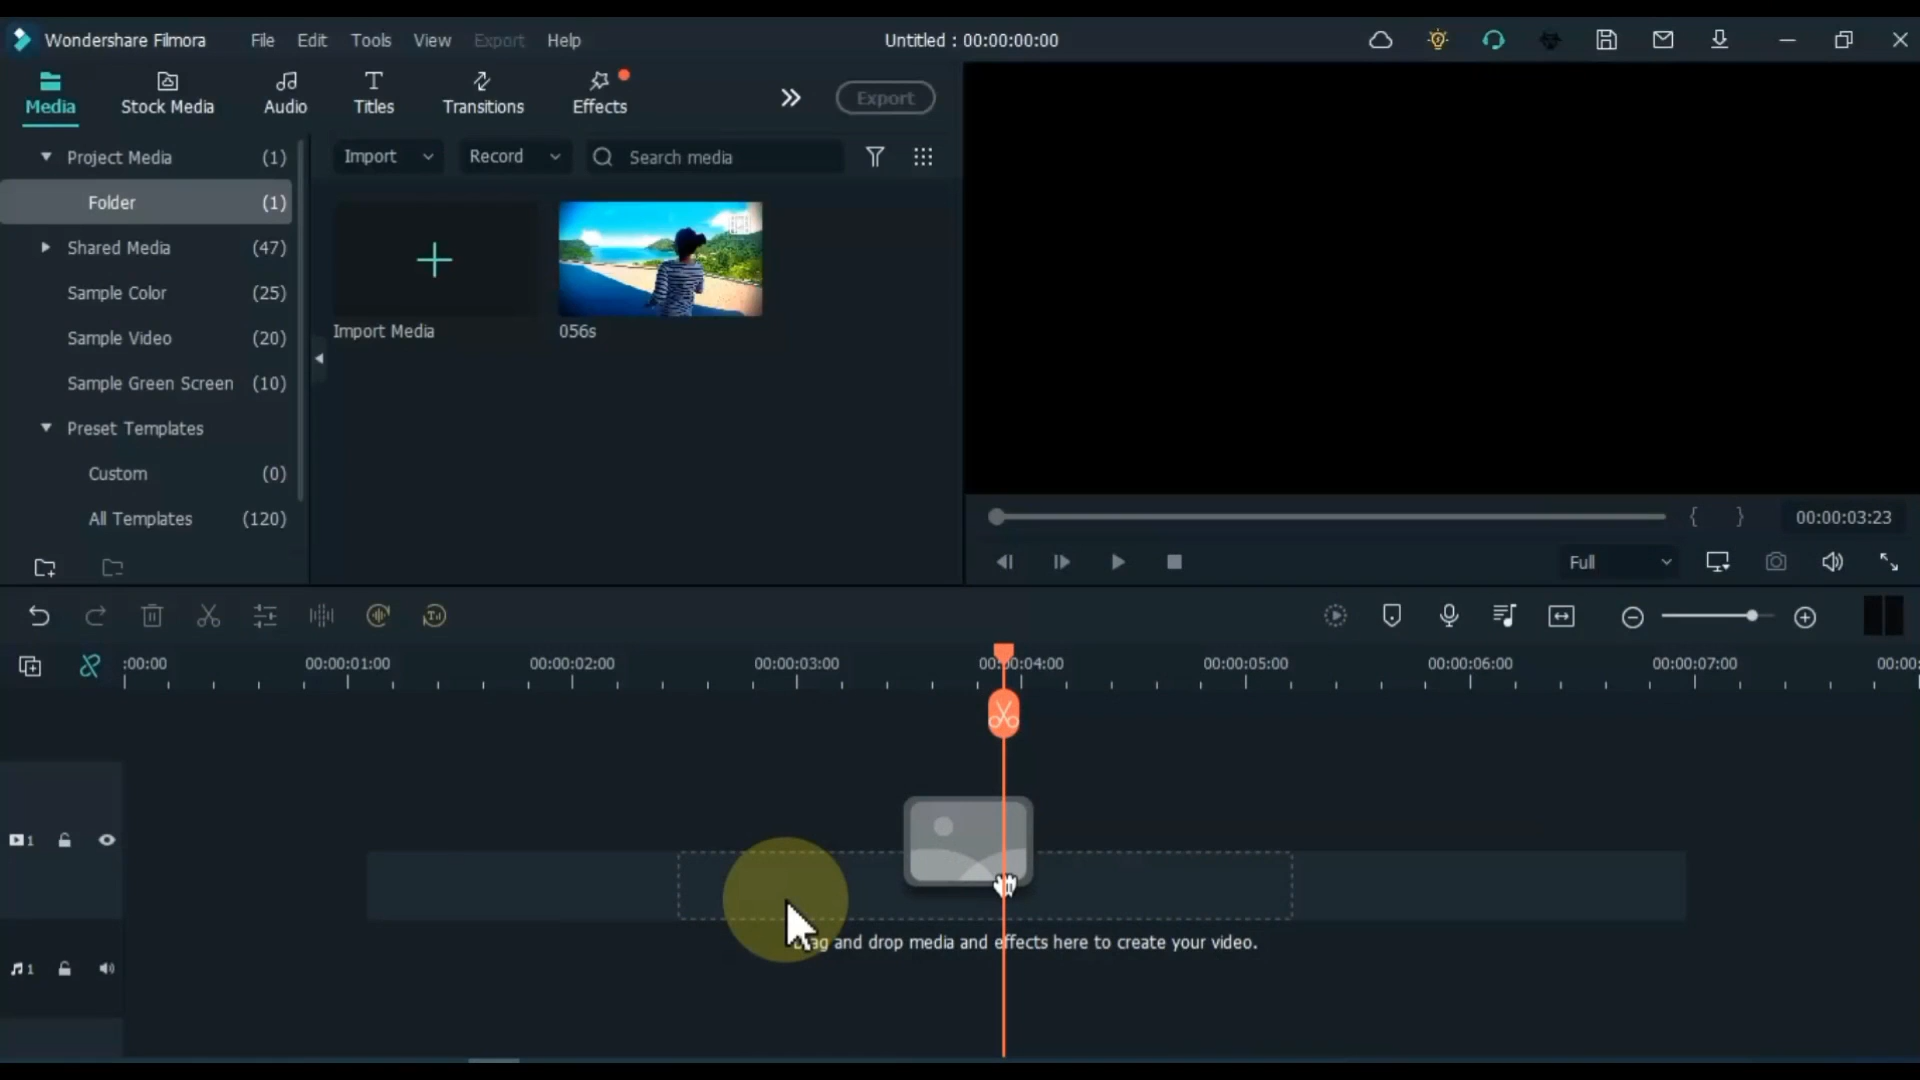 Wondershare Filmora File Edit Tools View Export Help Untitled : 00:00:00:00
Media Stock Media Audio Titles Transitions Effects Export
Project Media (1) Import Record Search media
Folder (1)
Shared Media (47)
Sample Color (25)
Import Media 056s
Sample Video (20)
Sample Green Screen (10)
Preset Templates
Custom (0)
All Templates (120)
{ } 00:00:03:23
Full
:00:00 00:00:01:00 00:00:02:00 00:00:03:00 00:00:04:00 00:00:05:00 00:00:06:00 00:00:07:00 00:00:
1
Drag and drop media and effects here to create your video.
1